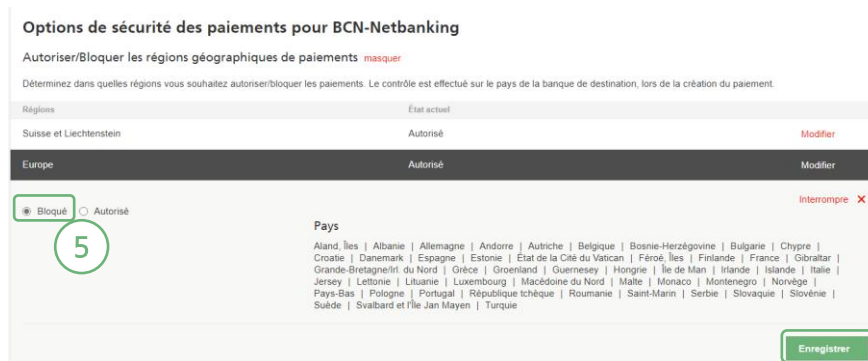 Options de sécurité des paiements pour BCN-Netbanking
Autoriser/Bloquer les régions géographiques de paiements masquer
Déterminez dans quelles régions vous souhaitez autoriser/bloquer les paiements. Le contrôle est effectué sur le pays de la banque de destination, lors de la création du paiement.
Régions État actuel
Suisse et Liechtenstein Autorisé Modifier
Europe Autorisé Modifier
Interrompre X
Bloqué Autorisé
5
Pays
Aland, Îles | Albanie | Allemagne | Andorre | Autriche | Belgique | Bosnie-Herzégovine | Bulgarie | Chypre |
Croatie | Danemark | Espagne | Estonie | État de la Cité du Vatican | Féroé, Îles | Finlande | France | Gibraltar |
Grande-Bretagne/Irl. du Nord | Grèce | Groenland | Guernesey | Hongrie | Île de Man | Irlande | Islande | Italie |
Jersey | Lettonie | Lituanie | Luxembourg | Macédoine du Nord | Malte | Monaco | Montenegro | Norvège |
Pays-Bas | Pologne | Portugal | République tchèque | Roumanie | Saint-Marin | Serbie | Slovaquie | Slovénie |
Suède | Svalbard et l'Île Jan Mayen | Turquie
Enregistrer